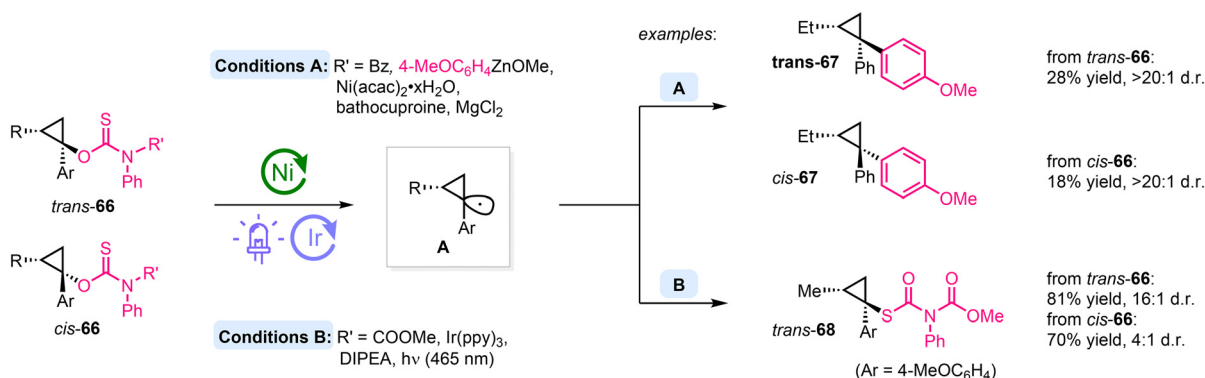 Conditions A: R' = Bz, 4-MeOC6H4ZnOMe,
Ni(acac)2•xH2O,
bathocuproine, MgCl2
R
S
O
N
R'
Ar
Ph
trans-66
R
S
O
N
R'
Ar
Ph
cis-66
Ni
Ir
R
Ar
A
Conditions B: R' = COOMe, Ir(ppy)3,
DIPEA, hν (465 nm)
examples:
A
B
Et
Ph
OMe
trans-67
from trans-66:
28% yield, >20:1 d.r.
Et
Ph
OMe
cis-67
from cis-66:
18% yield, >20:1 d.r.
Me
O
O
S
N
OMe
Ar
Ph
trans-68
(Ar = 4-MeOC6H4)
from trans-66:
81% yield, 16:1 d.r.
from cis-66:
70% yield, 4:1 d.r.